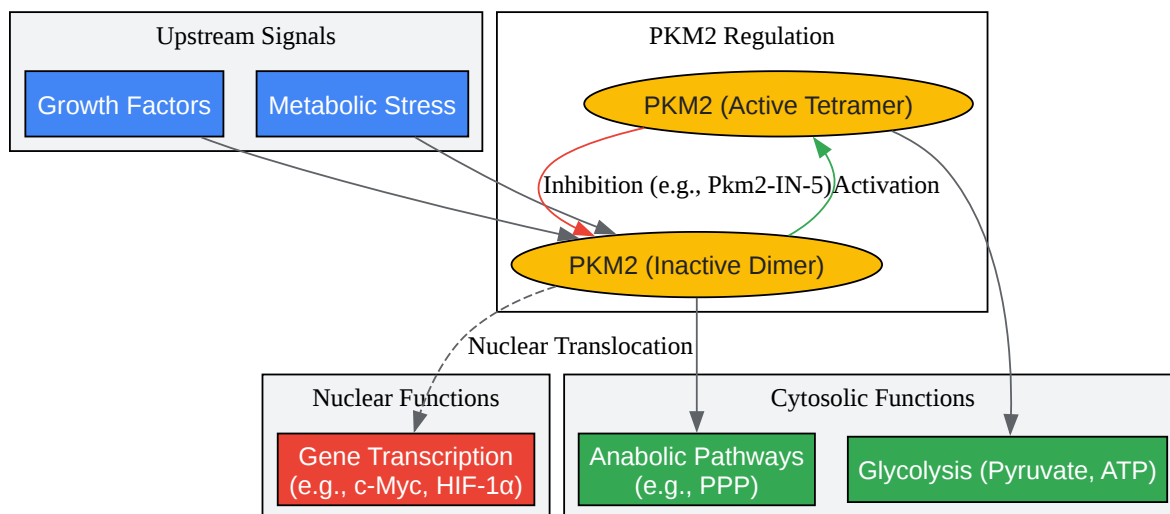 Upstream Signals
PKM2 Regulation
Growth Factors
Metabolic Stress
PKM2 (Active Tetramer)
Inhibition (e.g., Pkm2-IN-5)
Activation
PKM2 (Inactive Dimer)
Nuclear Translocation
Nuclear Functions
Cytosolic Functions
Gene Transcription
(e.g., c-Myc, HIF-1α)
Anabolic Pathways
(e.g., PPP)
Glycolysis (Pyruvate, ATP)